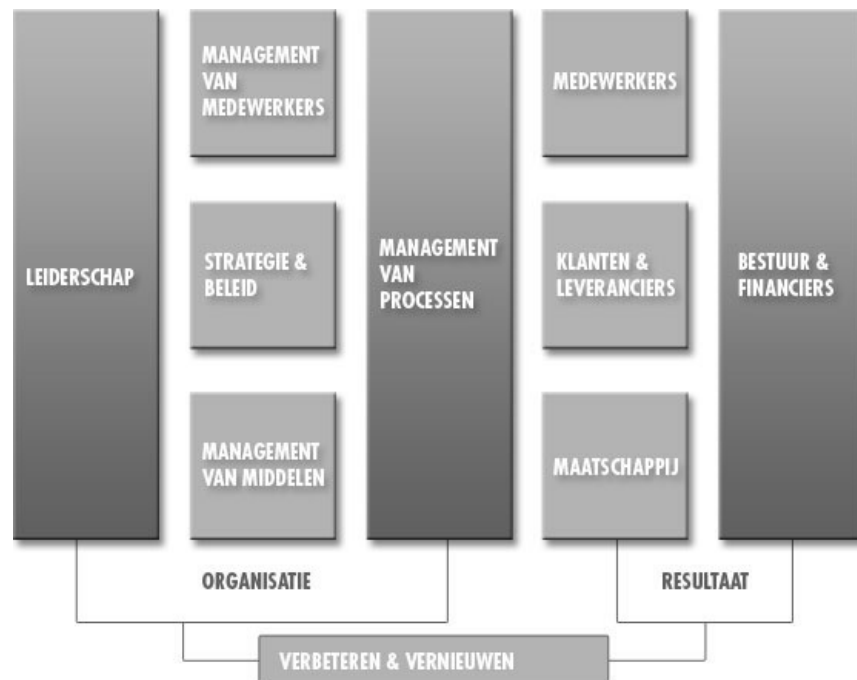 LEIDERSCHAP
MANAGEMENT
VAN
MEDEWERKERS
STRATEGIE &
BELEID
MANAGEMENT
VAN MIDDELEN
MANAGEMENT
VAN
PROCESSEN
MEDEWERKERS
KLANTEN &
LEVERANCIERS
MAATSCHAPPIJ
BESTUUR &
FINANCIERS
ORGANISATIE
RESULTAAT
VERBETEREN & VERNIEUWEN